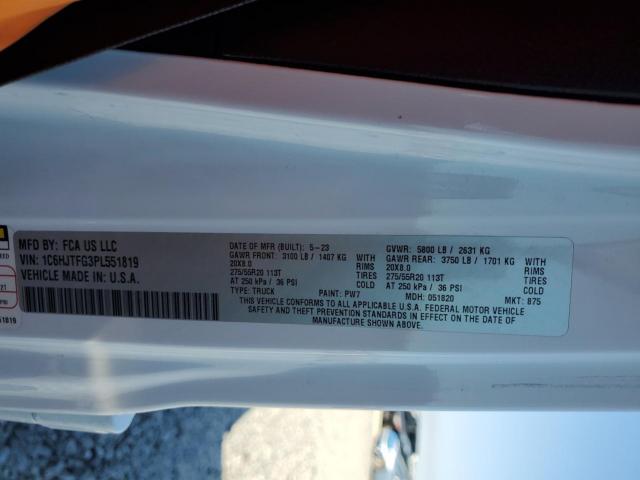 MFD BY: FCA US LLC
VIN: 1C6HJTFG3PL551819
VEHICLE MADE IN U.S.A.
DATE OF MFR (BUILT): 5-23 GVWR: 5800 LB / 2631 KG
GAWR FRONT: 3100 LB / 1407 KG GAWR REAR: 3750 LB / 1701 KG
20X8.0 RIMS 20X8.0 RIMS
275/55R20 113T TIRES 275/55R20 113T TIRES
AT 250 kPa / 36 PSI COLD AT 250 kPa / 36 PSI COLD
TYPE: TRUCK PAINT: PW7 MDH: 051820 MKT: 875
THIS VEHICLE CONFORMS TO ALL APPLICABLE U.S.A. FEDERAL MOTOR VEHICLE
SAFETY AND THEFT PREVENTION STANDARDS IN EFFECT ON THE DATE OF
MANUFACTURE SHOWN ABOVE.
51819